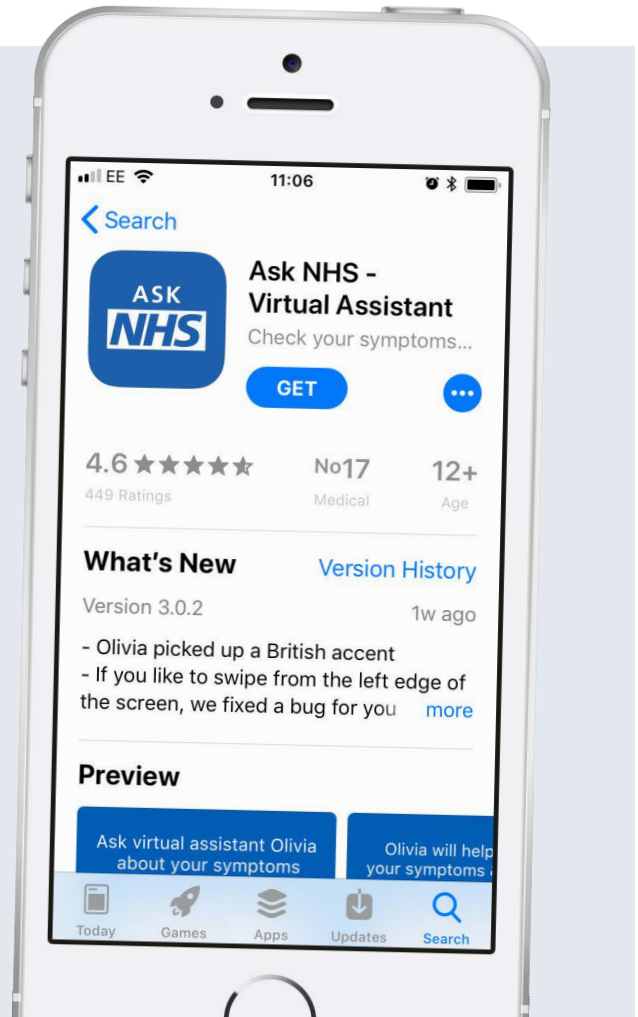 EE
11:06
Search
ASK
NHS
Ask NHS -
Virtual Assistant
Check your symptoms...
GET
4.6
No17
12+
449 Ratings
Medical
Age
What's New
Version History
Version 3.0.2
1w ago
- Olivia picked up a British accent
- If you like to swipe from the left edge of
the screen, we fixed a bug for you
more
Preview
Ask virtual assistant Olivia
about your symptoms
Olivia will help
your symptoms
Today
Games
Apps
Updates
Search